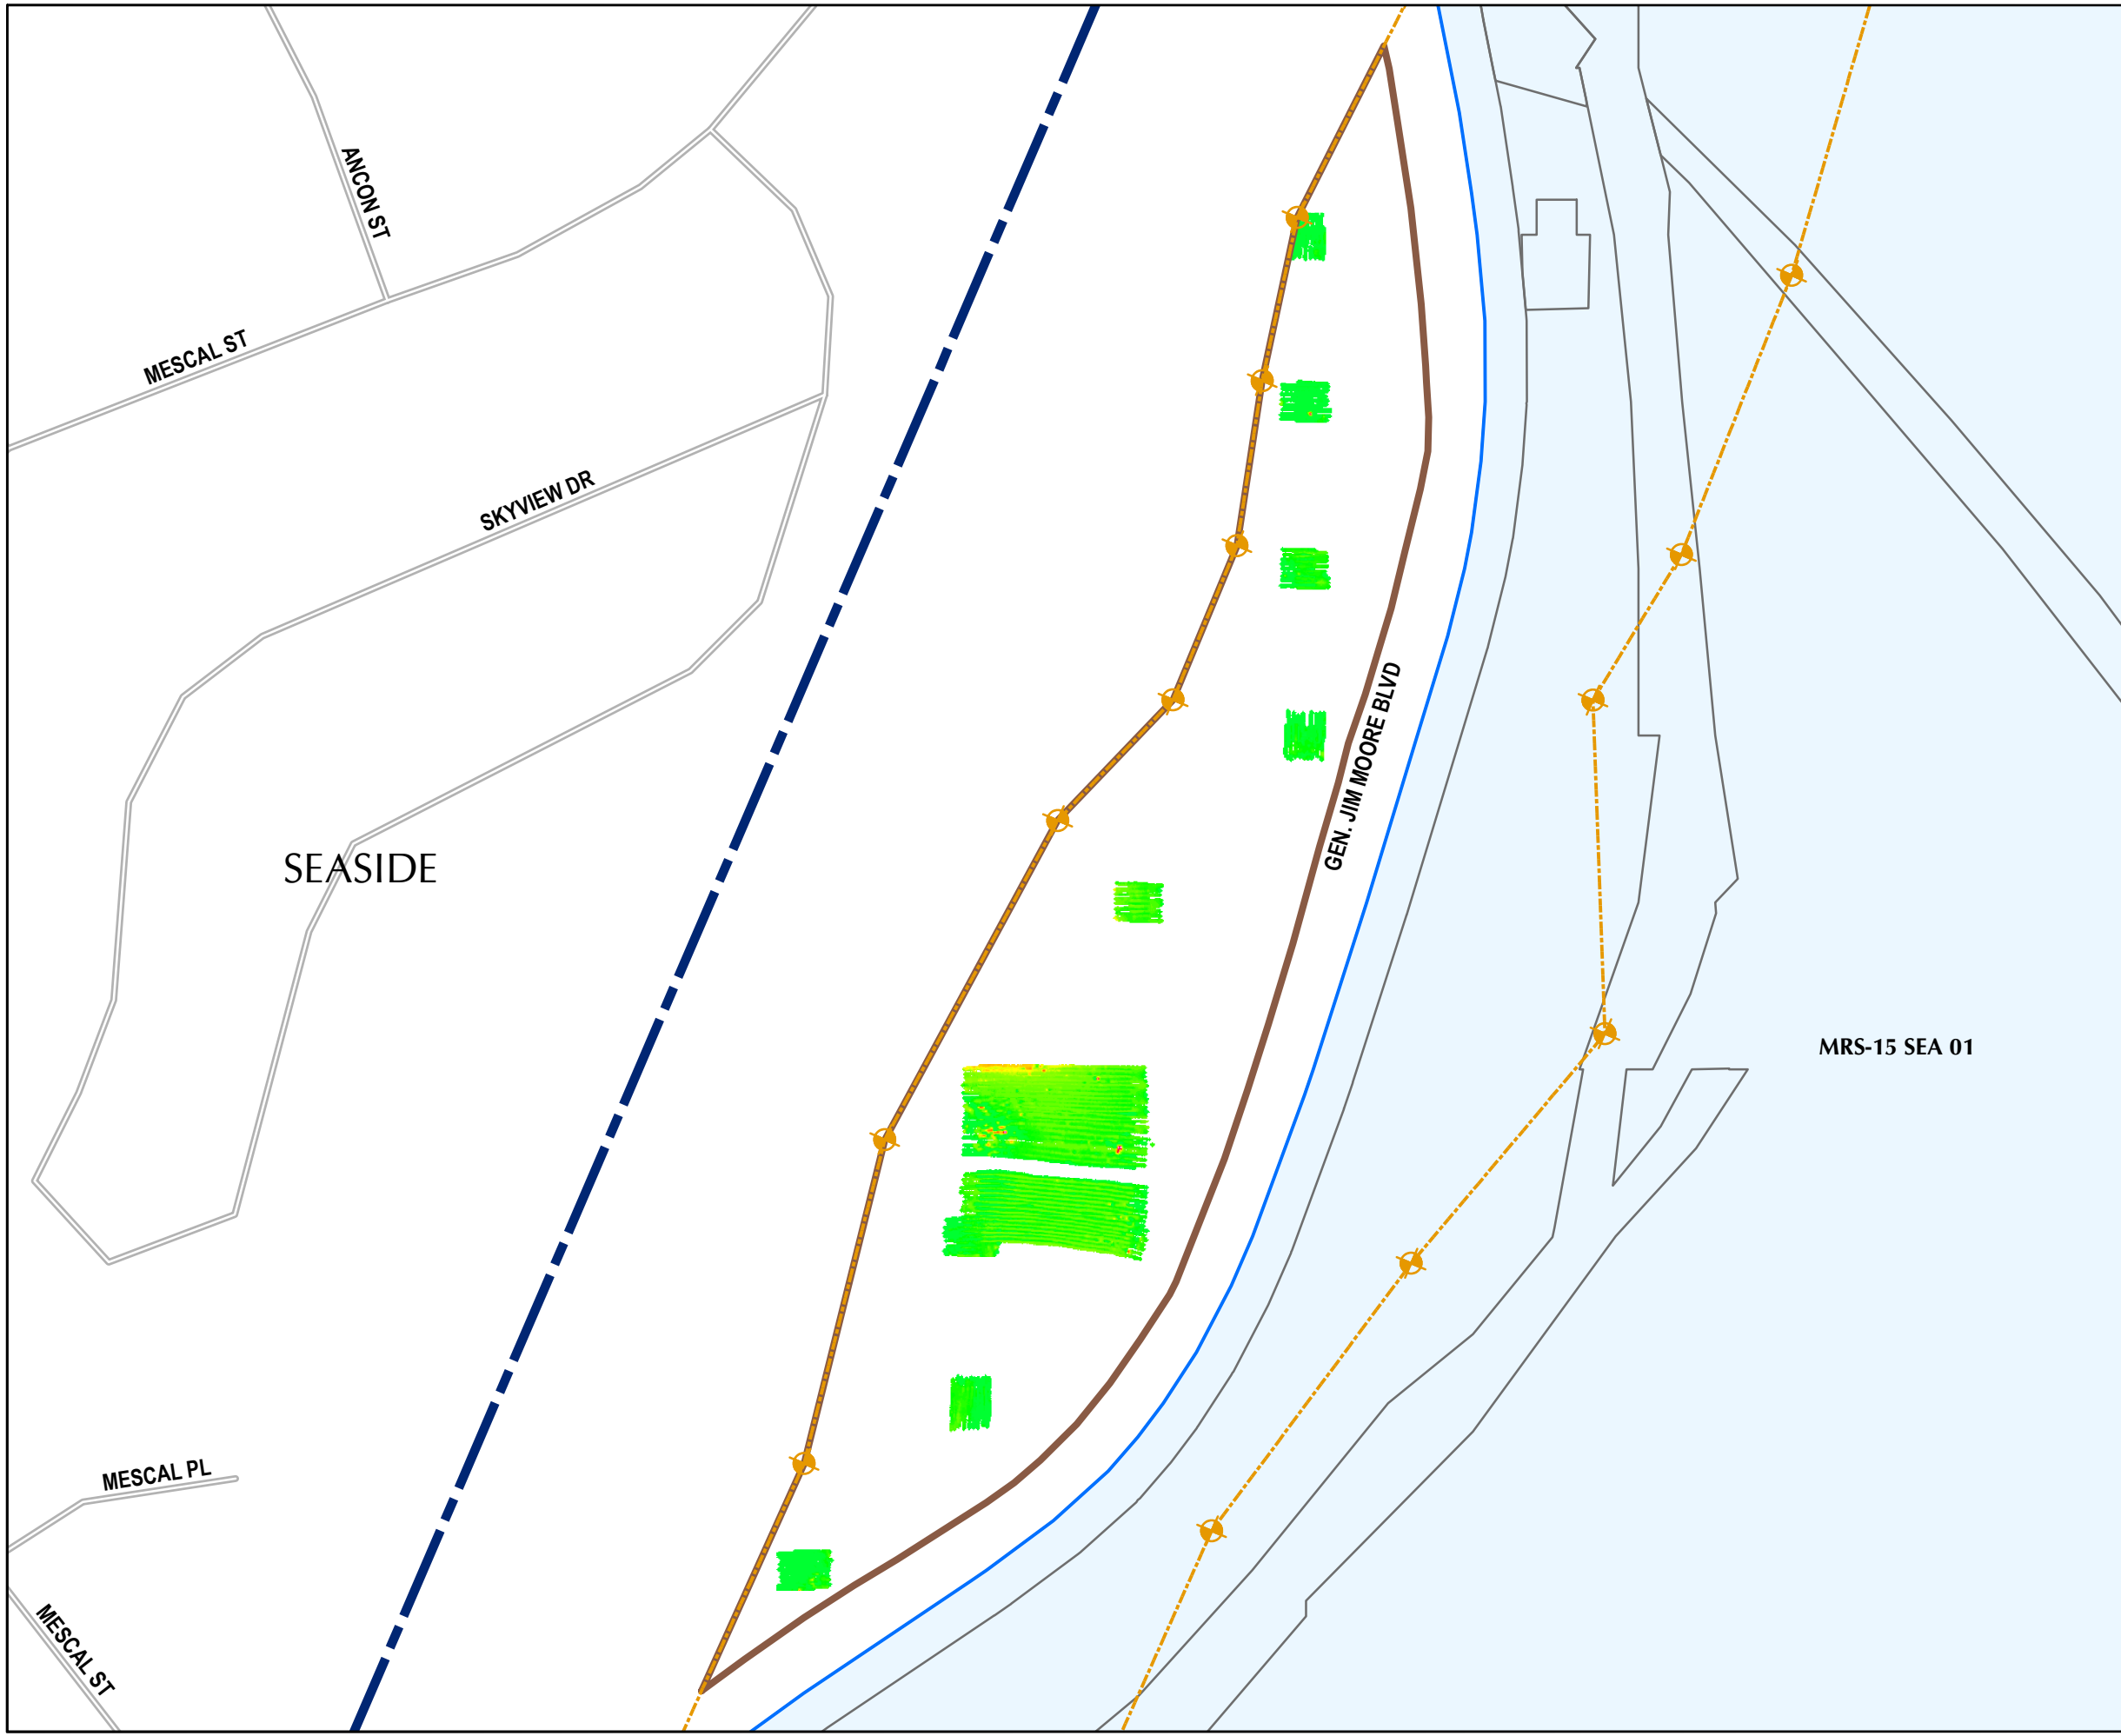 ANCON ST
MESCAL ST
SKYVIEW DR
GEN. JIM MOORE BLVD
SEASIDE
MRS-15 SEA 01
MESCAL PL
MESCAL ST